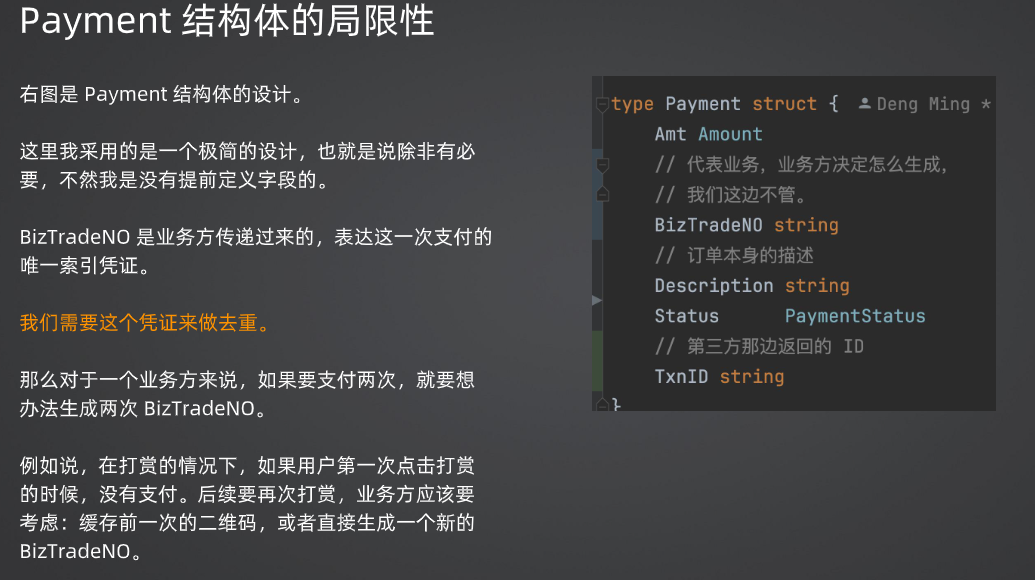 Payment 结构体的局限性
右图是 Payment 结构体的设计。
这里我采用的是一个极简的设计，也就是说除非有必
要，不然我是没有提前定义字段的。
BizTradeNO 是业务方传递过来的，表达这一次支付的
唯一索引凭证。
我们需要这个凭证来做去重。
那么对于一个业务方来说，如果要支付两次，就要想
办法生成两次 BizTradeNO。
例如说，在打赏的情况下，如果用户第一次点击打赏
的时候，没有支付。后续要再次打赏，业务方应该要
考虑：缓存前一次的二维码，或者直接生成一个新的
BizTradeNO。
type Payment struct { Deng Ming *
Amt Amount
// 代表业务，业务方决定怎么生成，
// 我们这边不管。
BizTradeNO string
// 订单本身的描述
Description string
Status PaymentStatus
// 第三方那边返回的 ID
TxnID string
}